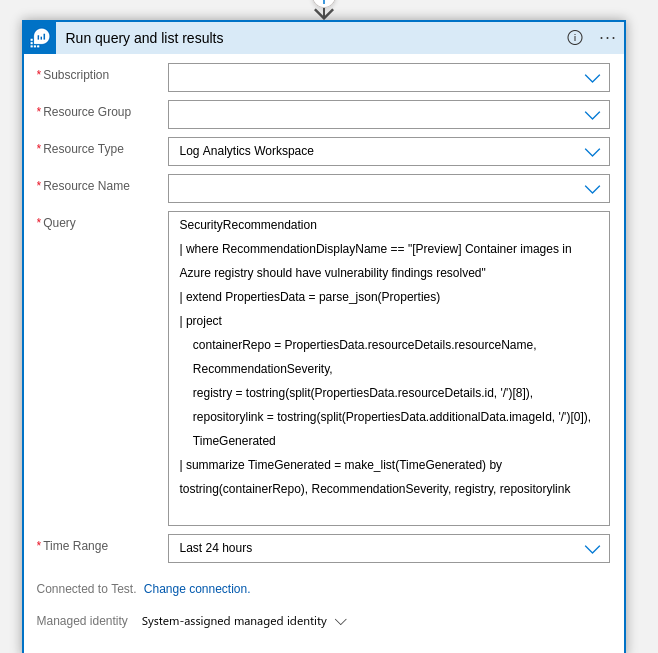 Run query and list results
* Subscription
* Resource Group
* Resource Type Log Analytics Workspace
* Resource Name
* Query
SecurityRecommendation
| where RecommendationDisplayName == "[Preview] Container images in
Azure registry should have vulnerability findings resolved"
| extend PropertiesData = parse_json(Properties)
| project
containerRepo = PropertiesData.resourceDetails.resourceName,
RecommendationSeverity,
registry = tostring(split(PropertiesData.resourceDetails.id, '/')[8]),
repositorylink = tostring(split(PropertiesData.additionalData.imageId, '/')[0]),
TimeGenerated
| summarize TimeGenerated = make_list(TimeGenerated) by
tostring(containerRepo), RecommendationSeverity, registry, repositorylink
* Time Range Last 24 hours
Connected to Test. Change connection.
Managed identity System-assigned managed identity